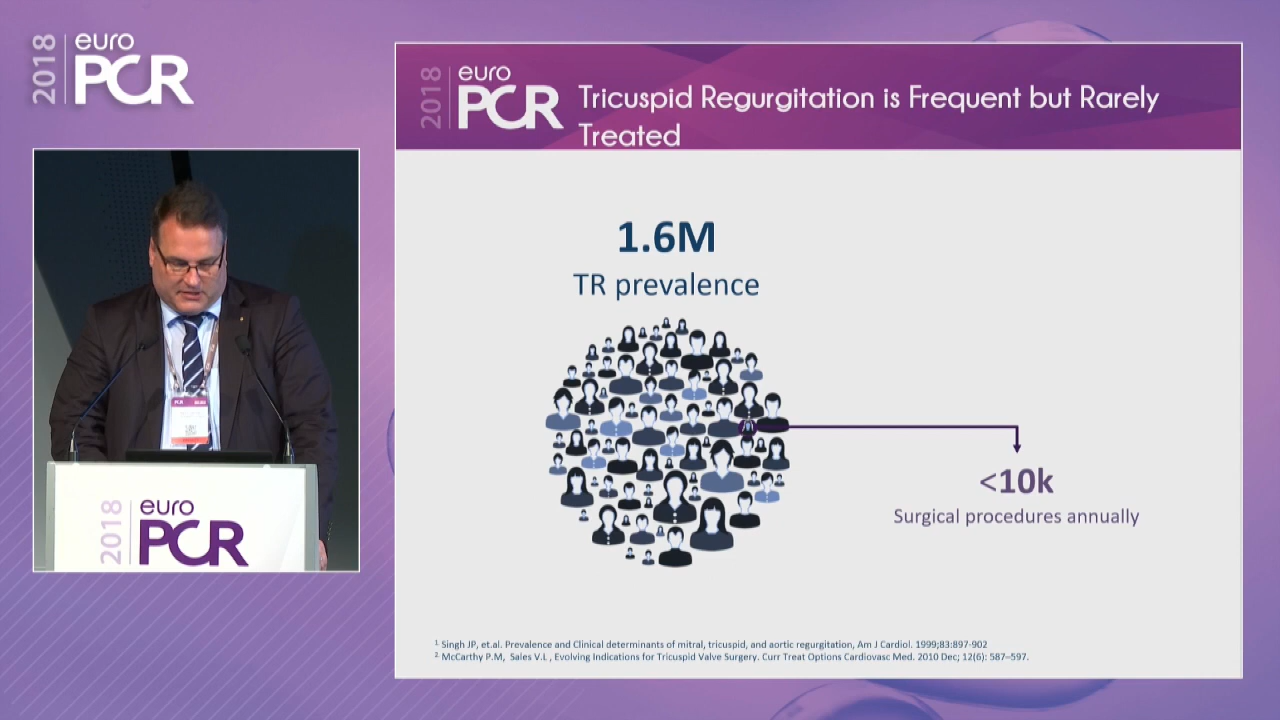 2018
euro
PCR
2018
euro
PCR
Tricuspid Regurgitation is Frequent but Rarely
Treated
1.6M
TR prevalence
<10k
Surgical procedures annually
1. Singh JP, et.al. Prevalence and Clinical determinants of mitral, tricuspid, and aortic regurgitation, Am J Cardiol. 1999;83:897-902
2. McCarthy P.M, Sales V.L , Evolving Indications for Tricuspid Valve Surgery. Curr Treat Options Cardiovasc Med. 2010 Dec; 12(6): 587–597.
PCR
2018
euro
PCR